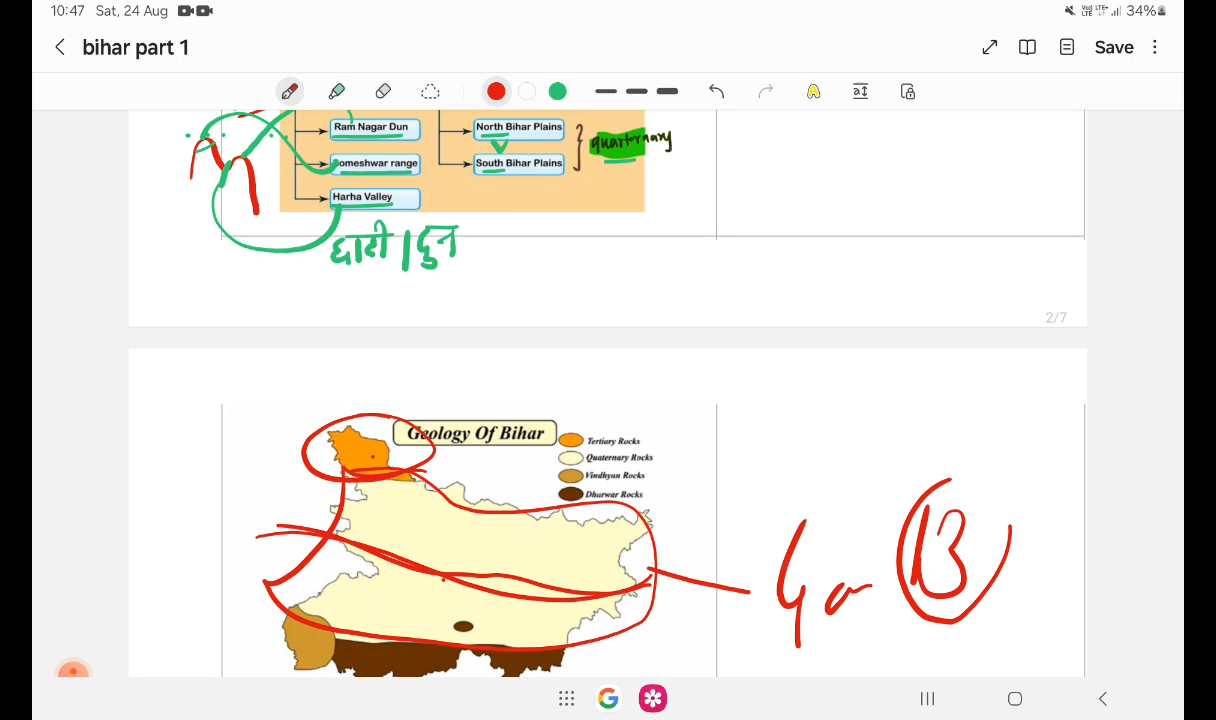 10:47 Sat, 24 Aug 34%
bihar part 1 Save
Ram Nagar Dun North Bihar Plains quarternary
Someshwar range South Bihar Plains
Harha Valley
घाटी / दुन
2/7
Geology Of Bihar
Tertiary Rocks
Quaternary Rocks
Vindhyan Rocks
Dharwar Rocks